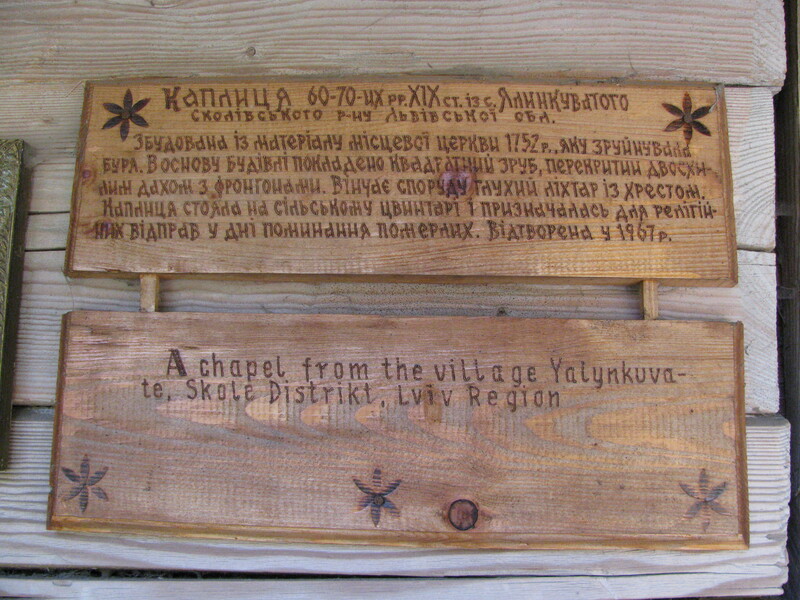 Каплиця 60-70-их рр. XIX ст. із с. Ялинкуватого
Сколівського р-ну Львівської обл.
Збудована із матеріалу місцевої церкви 1752 р., яку зруйнувала
буря. В основу будівлі покладено квадратний зруб, перекритий двосхи-
лим дахом з фронтонами. Вінчає споруду глухий ліхтар із хрестом.
Каплиця стояла на сільському цвинтарі і призначалась для релігій-
них відправ у дні поминання померлих. Відтворена у 1967 р.
A chapel from the village Yalynkuva-
te, Skole Distrikt, Lviv Region